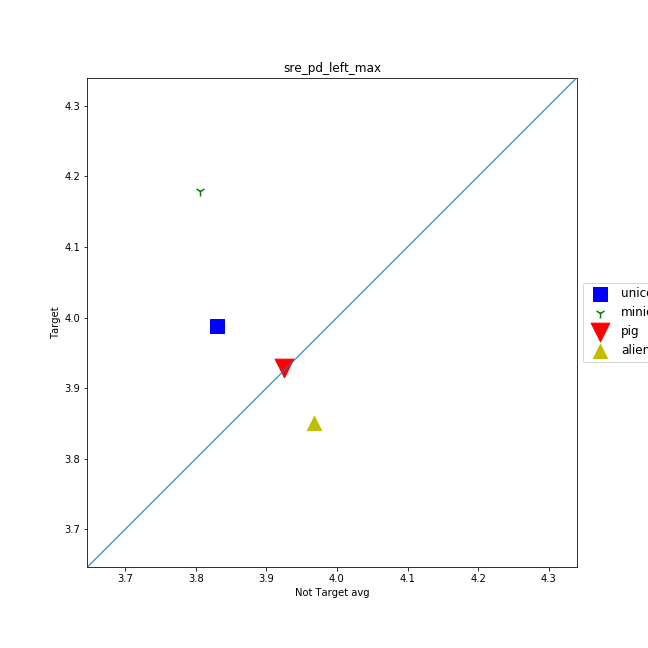 sre_pd_left_max
4.3
4.2
4.1
4.0
3.9
3.8
3.7
Target
3.7
3.8
3.9
4.0
4.1
4.2
4.3
Not Target avg
pig
alien